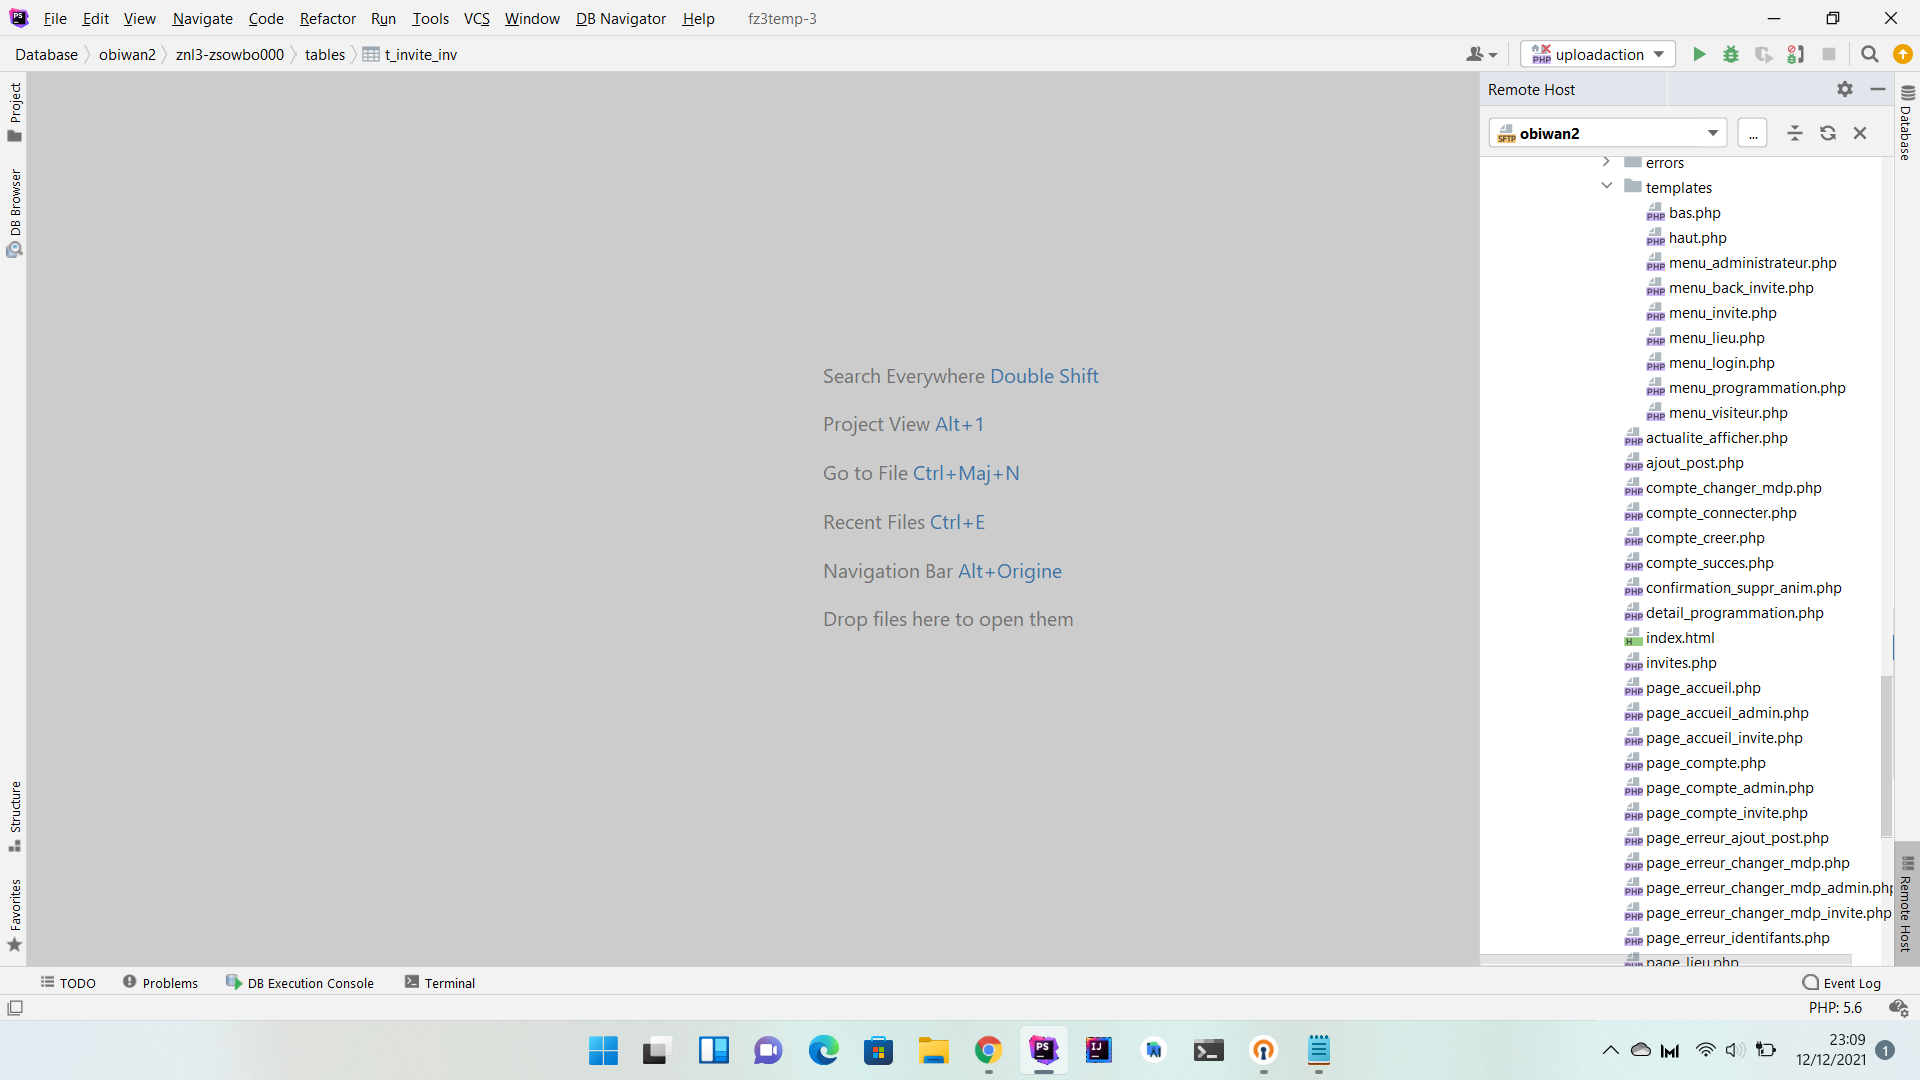 File Edit View Navigate Code Refactor Run Tools VCS Window DB Navigator Help fz3temp-3
Database obiwan2 znl3-zsowbo000 tables t_invite_inv
uploadaction
Project
DB Browser
Structure
Favorites
Search Everywhere Double Shift
Project View Alt+1
Go to File Ctrl+Maj+N
Recent Files Ctrl+E
Navigation Bar Alt+Origine
Drop files here to open them
Remote Host
obiwan2
...
errors
templates
bas.php
haut.php
menu_administrateur.php
menu_back_invite.php
menu_invite.php
menu_lieu.php
menu_login.php
menu_programmation.php
menu_visiteur.php
actualite_afficher.php
ajout_post.php
compte_changer_mdp.php
compte_connecter.php
compte_creer.php
compte_succes.php
confirmation_suppr_anim.php
detail_programmation.php
index.html
invites.php
page_accueil.php
page_accueil_admin.php
page_accueil_invite.php
page_compte.php
page_compte_admin.php
page_compte_invite.php
page_erreur_ajout_post.php
page_erreur_changer_mdp.php
page_erreur_changer_mdp_admin.php
page_erreur_changer_mdp_invite.php
page_erreur_identifants.php
page_lieu.php
Database
Remote Host
TODO Problems DB Execution Console Terminal Event Log
PHP: 5.6
23:09
12/12/2021
1